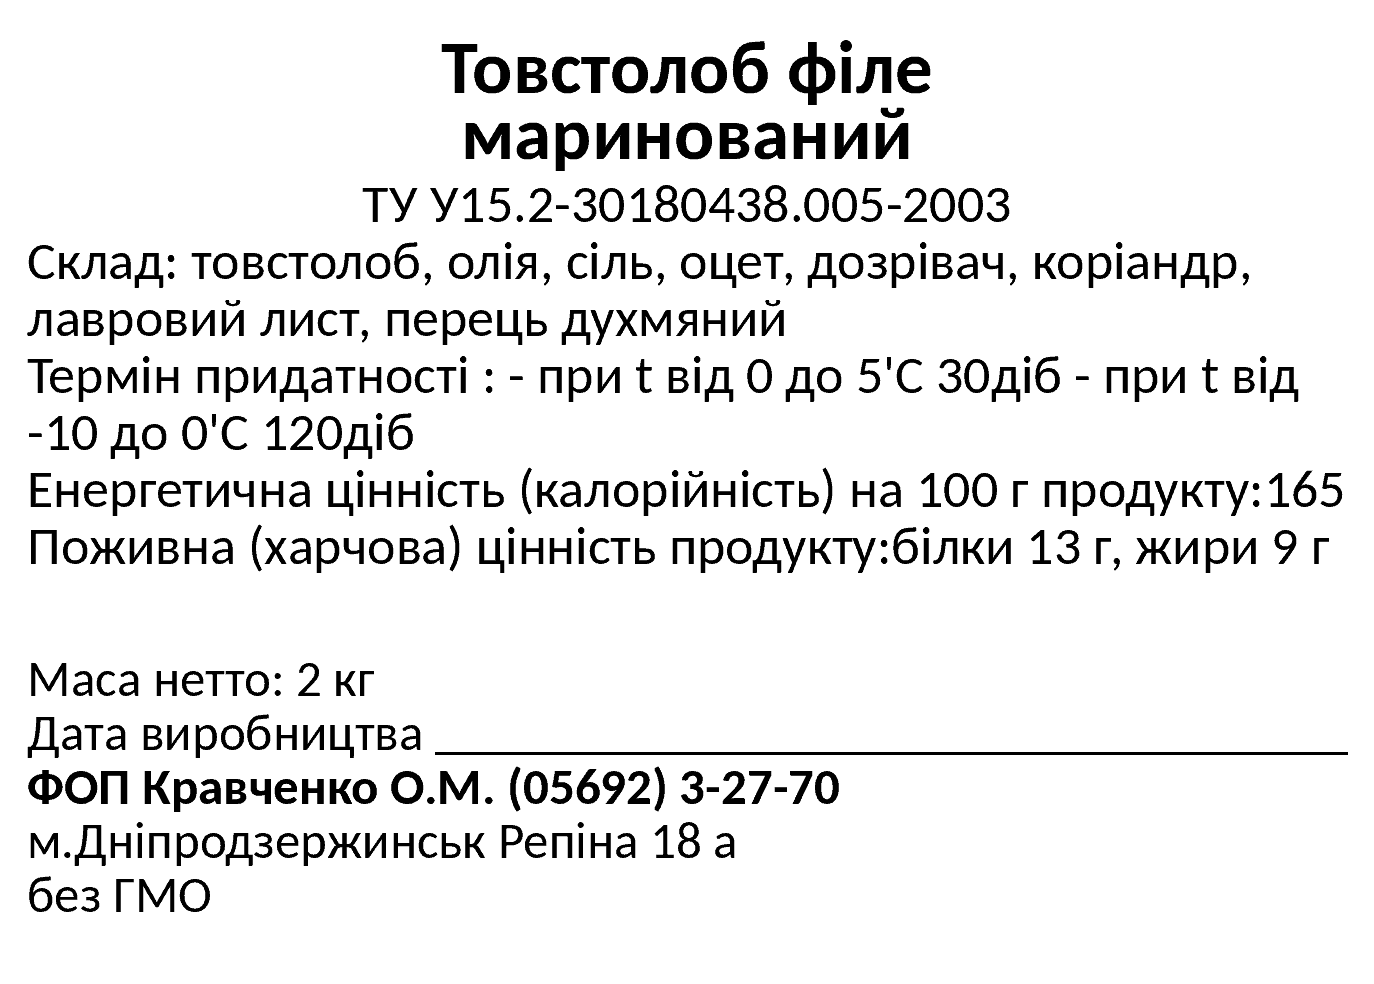 Товстолоб філе
маринований
ТУ У15.2-30180438.005-2003
Склад: товстолоб, олія, сіль, оцет, дозрівач, коріандр,
лавровий лист, перець духмяний
Термін придатності : - при t від 0 до 5'С 30діб - при t від
-10 до 0'С 120діб
Енергетична цінність (калорійність) на 100 г продукту:165
Поживна (харчова) цінність продукту:білки 13 г, жири 9 г
Маса нетто: 2 кг
Дата виробництва ______________________________
ФОП Кравченко О.М. (05692) 3-27-70
м.Дніпродзержинськ Репіна 18 а
без ГМО